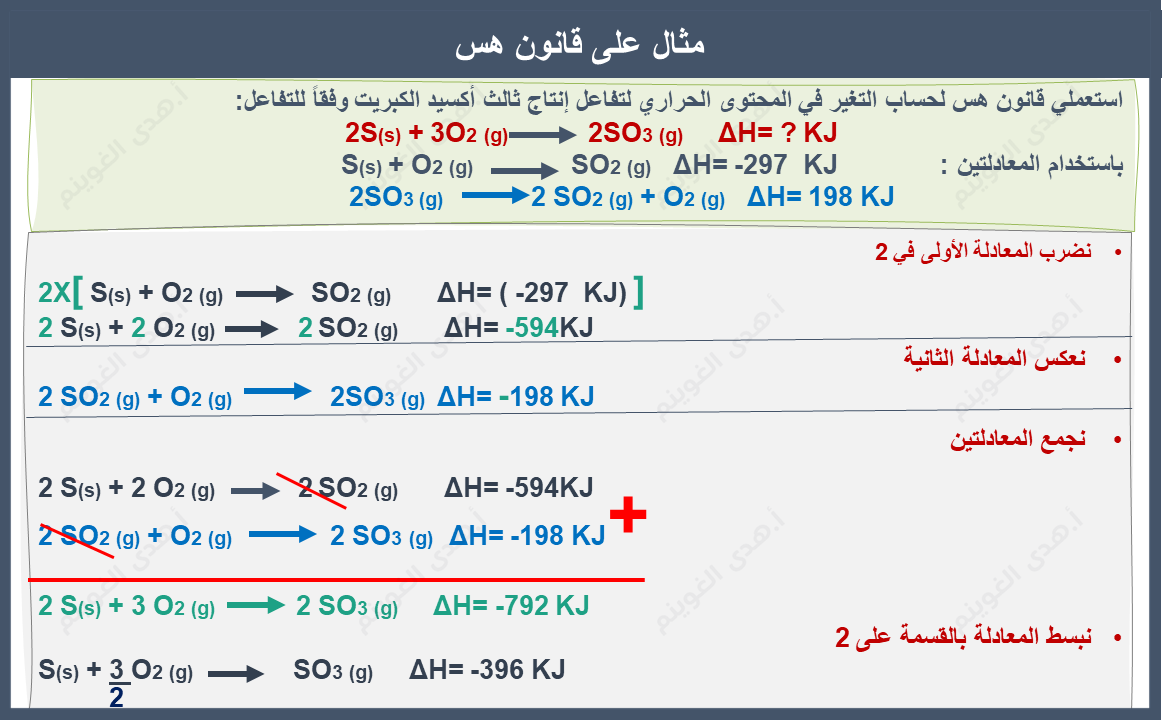 مثال على قانون هس
استعملي قانون هس لحساب التغير في المحتوى الحراري لتفاعل إنتاج ثالث أكسيد الكبريت وفقاً للتفاعل:
2S(s) + 3O2 (g) → 2SO3 (g) ΔH= ? KJ
باستخدام المعادلتين : S(s) + O2 (g) → SO2 (g) ΔH= -297 KJ
2SO3 (g) → 2 SO2 (g) + O2 (g) ΔH= 198 KJ
• نضرب المعادلة الأولى في 2
2X[ S(s) + O2 (g) → SO2 (g) ΔH= ( -297 KJ) ]
2 S(s) + 2 O2 (g) → 2 SO2 (g) ΔH= -594KJ
• نعكس المعادلة الثانية
2 SO2 (g) + O2 (g) → 2SO3 (g) ΔH= -198 KJ
• نجمع المعادلتين
2 S(s) + 2 O2 (g) → 2 SO2 (g) ΔH= -594KJ
+
2 SO2 (g) + O2 (g) → 2 SO3 (g) ΔH= -198 KJ
2 S(s) + 3 O2 (g) → 2 SO3 (g) ΔH= -792 KJ
• نبسط المعادلة بالقسمة على 2
S(s) + 3/2 O2 (g) → SO3 (g) ΔH= -396 KJ